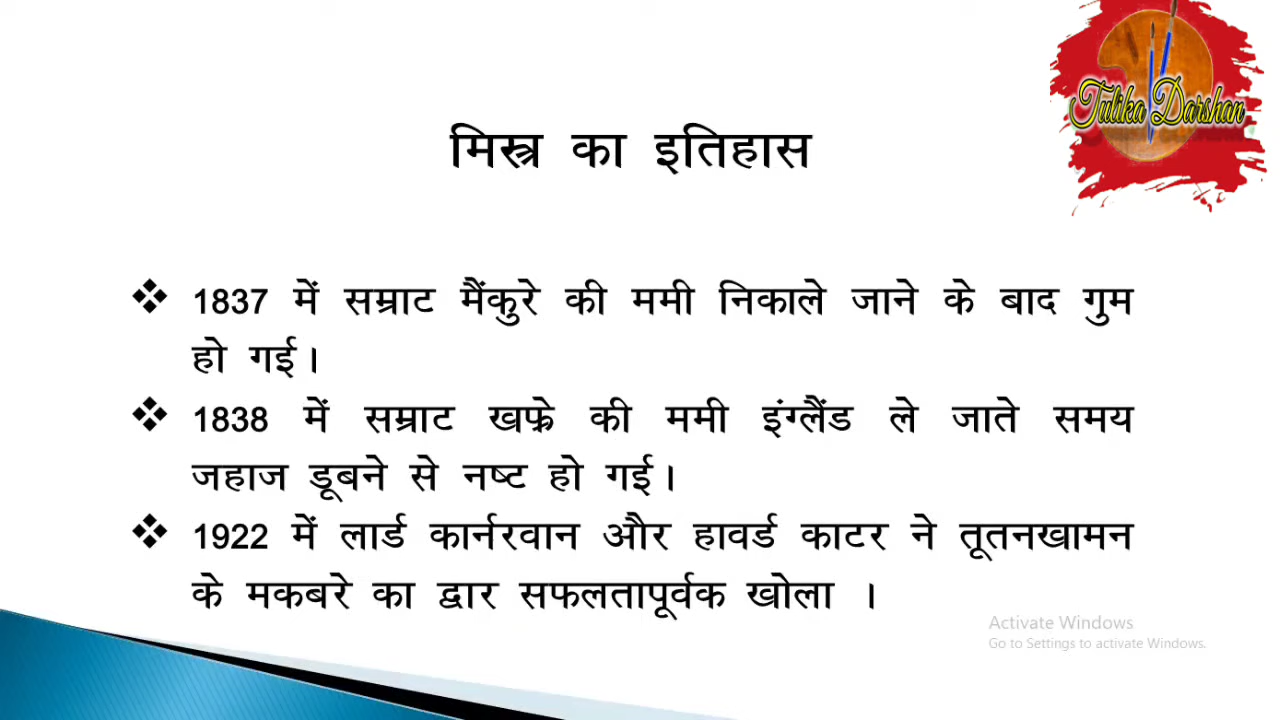 Tulika Darshan
मिस्त्र का इतिहास
❖ 1837 में सम्राट मैंकुरे की ममी निकाले जाने के बाद गुम
हो गई।
❖ 1838 में सम्राट खफ्रे की ममी इंग्लैंड ले जाते समय
जहाज डूबने से नष्ट हो गई।
❖ 1922 में लार्ड कार्नरवान और हावर्ड काटर ने तूतनखामन
के मकबरे का द्वार सफलतापूर्वक खोला ।
Activate Windows
Go to Settings to activate Windows.